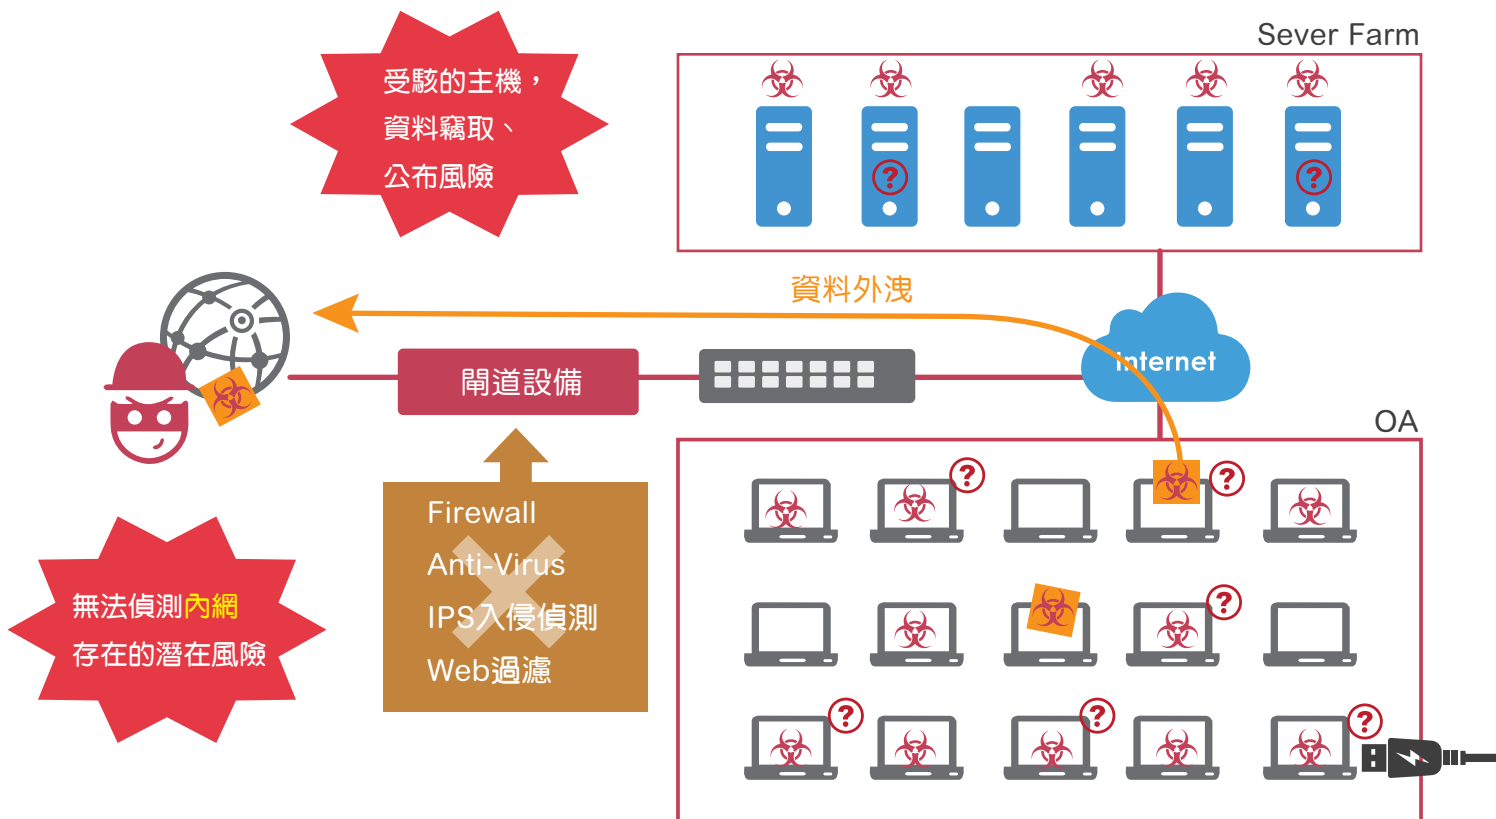 Sever Farm
受駭的主機，
資料竊取、
公布風險
?
?
資料外洩
Internet
閘道設備
OA
Firewall
Anti-Virus
IPS入侵偵測
Web過濾
無法偵測內網
存在的潛在風險
?
?
?
?
?
?